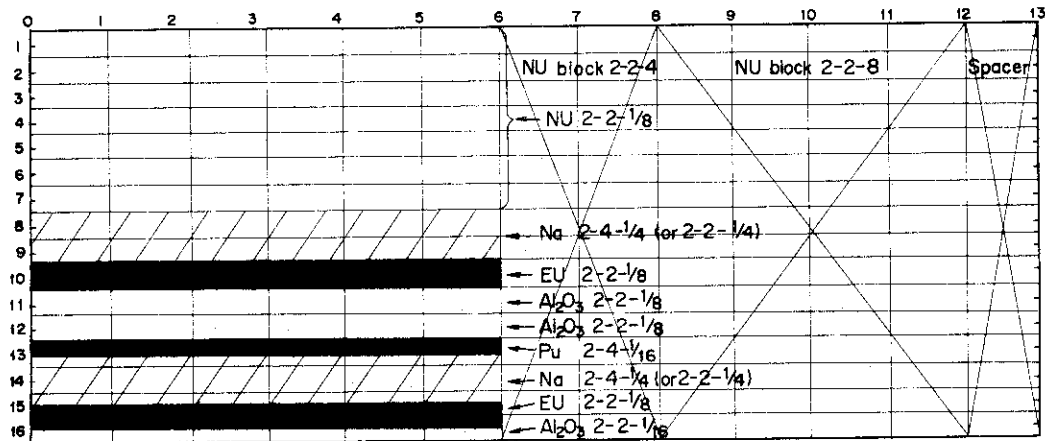 0 1 2 3 4 5 6 7 8 9 10 11 12 13
1
2
NU block 2-2-4 NU block 2-2-8 Spacer
3
4
NU 2-2-1/8
5
6
7
8
Na 2-4-1/4 (or 2-2-1/4)
9
10
EU 2-2-1/8
11
Al₂O₃ 2-2-1/8
12
Al₂O₃ 2-2-1/8
13
Pu 2-4-1/16
14
Na 2-4-1/4 (or 2-2-1/4)
15
EU 2-2-1/8
16
Al₂O₃ 2-2-1/16